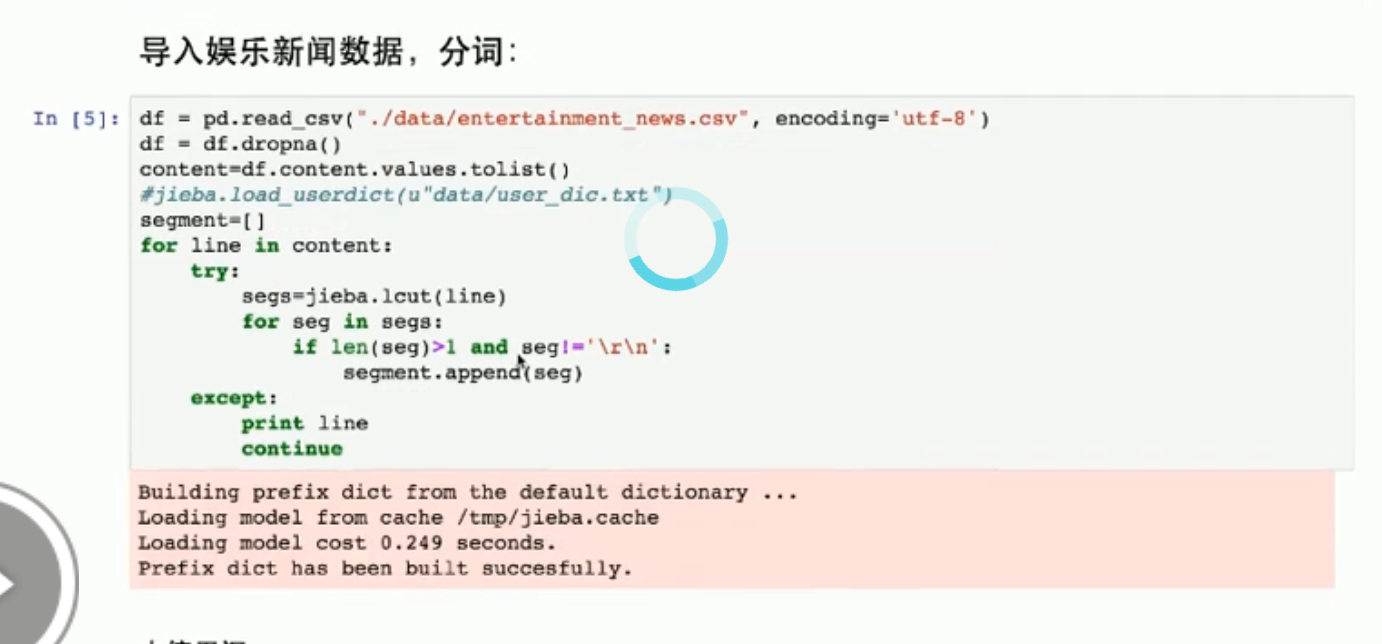 导入娱乐新闻数据，分词：
In [5]: df = pd.read_csv("./data/entertainment_news.csv", encoding='utf-8')
df = df.dropna()
content=df.content.values.tolist()
#jieba.load_userdict(u"data/user_dic.txt")
segment=[]
for line in content:
    try:
        segs=jieba.lcut(line)
        for seg in segs:
            if len(seg)>1 and seg!='\r\n':
                segment.append(seg)
    except:
        print line
        continue
Building prefix dict from the default dictionary ...
Loading model from cache /tmp/jieba.cache
Loading model cost 0.249 seconds.
Prefix dict has been built succesfully.